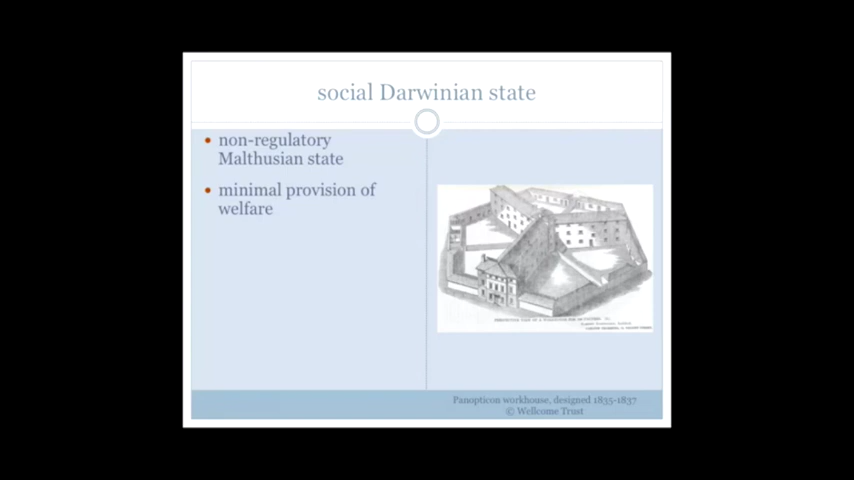 social Darwinian state
non-regulatory
Malthusian state
minimal provision of
welfare
Panopticon workhouse, designed 1835-1837
© Wellcome Trust